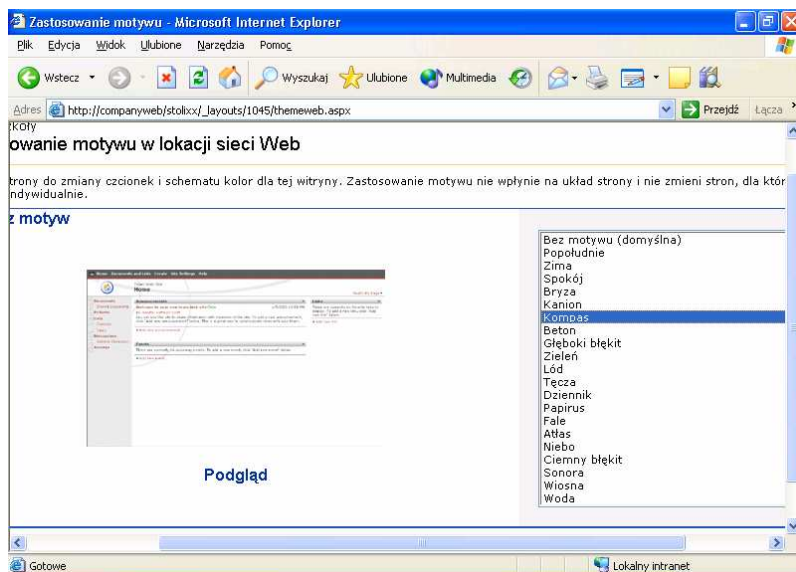 Zastosowanie motywu - Microsoft Internet Explorer
Plik Edycja Widok Ulubione Narzędzia Pomoc
Wstecz Wyszukaj Ulubione Multimedia
Adres http://companyweb/stolixx/_layouts/1045/themeweb.aspx Przejdź Łącza
zkoły
owanie motywu w lokacji sieci Web
trony do zmiany czcionek i schematu kolor dla tej witryny. Zastosowanie motywu nie wpłynie na układ strony i nie zmieni stron, dla któr
ndywidualnie.
z motyw
Bez motywu (domyślna)
Popołudnie
Zima
Spokój
Bryza
Kanion
Kompas
Beton
Głęboki błękit
Zieleń
Lód
Tęcza
Dziennik
Papirus
Fale
Atłas
Niebo
Ciemny błękit
Sonora
Wiosna
Woda
Home
Podgląd
Gotowe Lokalny intranet